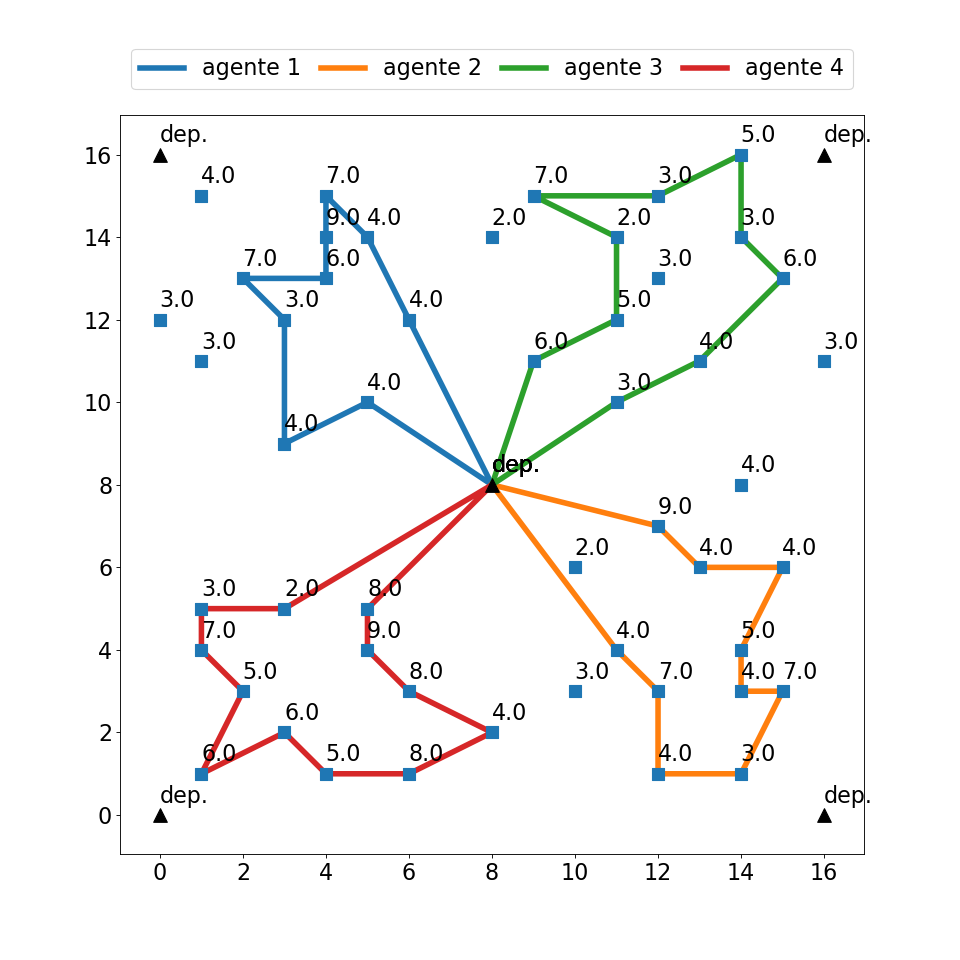 agente 1 agente 2 agente 3 agente 4
dep. 5.0 dep.
16
4.0 7.0 7.0 3.0
9.0 4.0 2.0 2.0 3.0
14
7.0 6.0 3.0 6.0
3.0 3.0 4.0 5.0
12
3.0 6.0 4.0 3.0
4.0 3.0
10
4.0
dep. dep. 4.0
8
9.0
2.0 4.0 4.0
6
3.0 2.0 8.0
7.0 9.0 4.0 5.0
4
5.0 8.0 3.0 7.0 4.0 7.0
6.0 4.0
2
6.0 5.0 8.0 4.0 3.0
dep. dep.
0
0 2 4 6 8 10 12 14 16